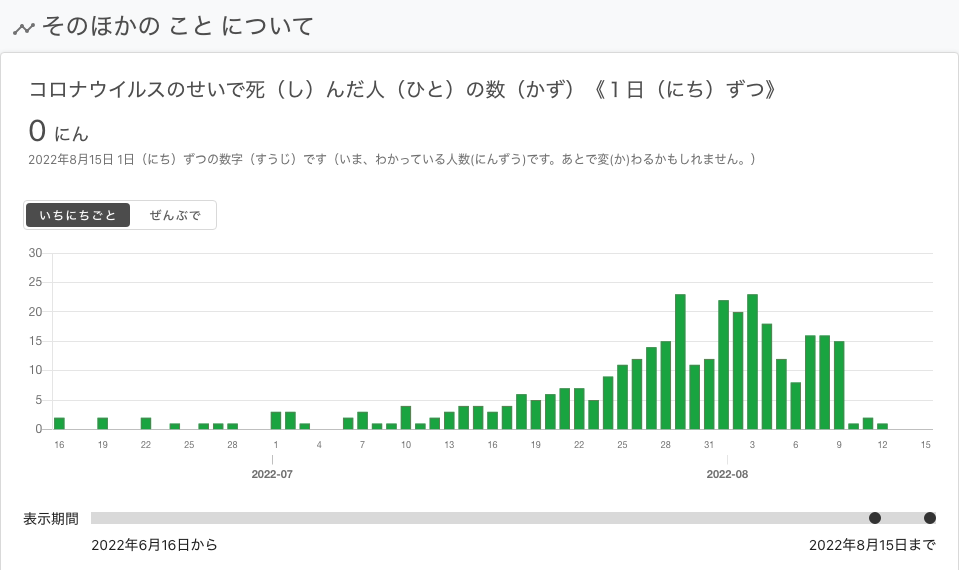 そのほかの こと について
コロナウイルスのせいで死（し）んだ人（ひと）の数（かず）《１日（にち）ずつ》
0 にん
2022年8月15日 1日（にち）ずつの数字（すうじ）です（いま、わかっている人数(にんずう)です。あとで変(か)わるかもしれません。）
いちにちごと ぜんぶで
30
25
20
15
10
5
0
16 19 22 25 28 1 4 7 10 13 16 19 22 25 28 31 3 6 9 12 15
2022-07 2022-08
表示期間
2022年6月16日から 2022年8月15日まで